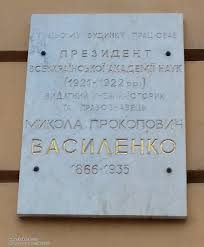 У ЦЬОМУ БУДИНКУ ПРАЦЮВАВ
ПРЕЗИДЕНТ
ВСЕУКРАЇНСЬКОЇ АКАДЕМІЇ НАУК
(1921-1922 рр.)
ВИДАТНИЙ УЧЕНИЙ-ІСТОРИК
ТА ПРАВОЗНАВЕЦЬ
МИКОЛА ПРОКОПОВИЧ
ВАСИЛЕНКО
1866-1935